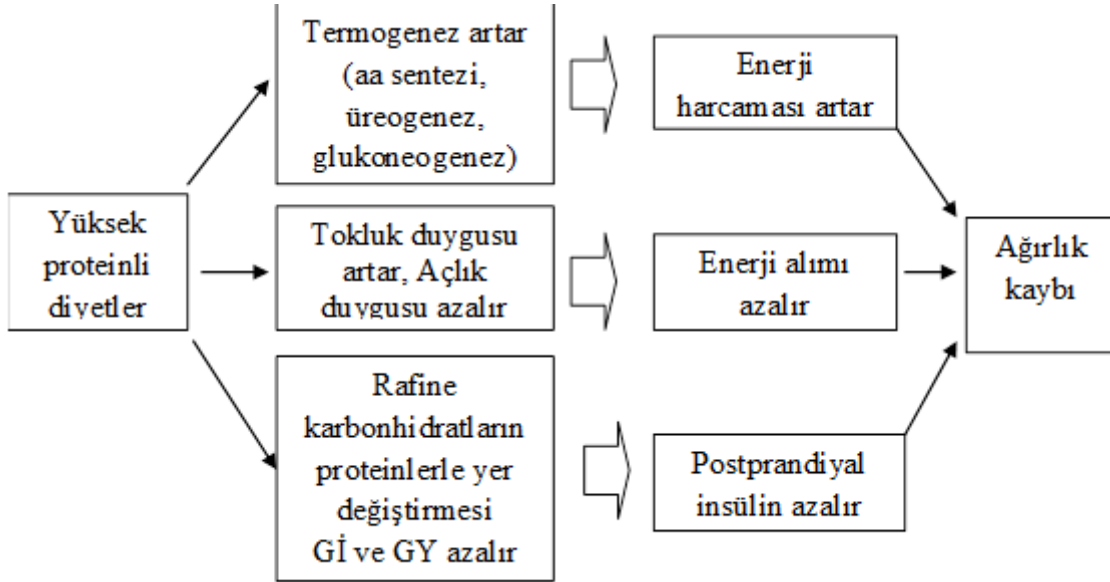 Termogenez artar
(aa sentezi,
üreogenez,
glukoneogenez)
Enerji
harcaması artar
Yüksek
proteinli
diyetler
Tokluk duygusu
artar, Açlık
duygusu azalır
Enerji alımı
azalır
Ağırlık
kaybı
Rafine
karbonhidratların
proteinlerle yer
değiştirmesi
Gİ ve GY azalır
Postprandiyal
insülin azalır